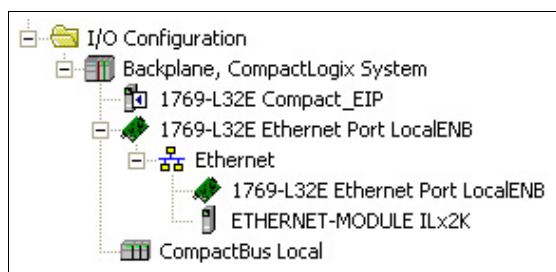 I/O Configuration
Backplane, CompactLogix System
1769-L32E Compact_EIP
1769-L32E Ethernet Port LocalENB
Ethernet
1769-L32E Ethernet Port LocalENB
ETHERNET-MODULE ILx2K
CompactBus Local